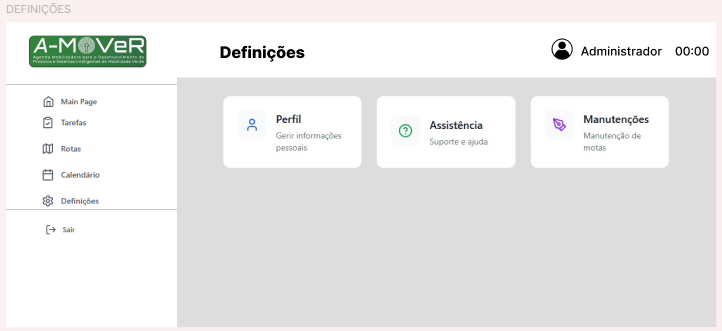 DEFINIÇÕES
A-MOVeR
Agenda Mobilizadora para o Desenvolvimento de
Produtos e Sistemas Inteligentes de Mobilidade Verde
Definições
Administrador 00:00
Main Page
Tarefas
Rotas
Calendário
Definições
Sair
Perfil
Gerir informações
pessoais
Assistência
Suporte e ajuda
Manutenções
Manutenção de
motas